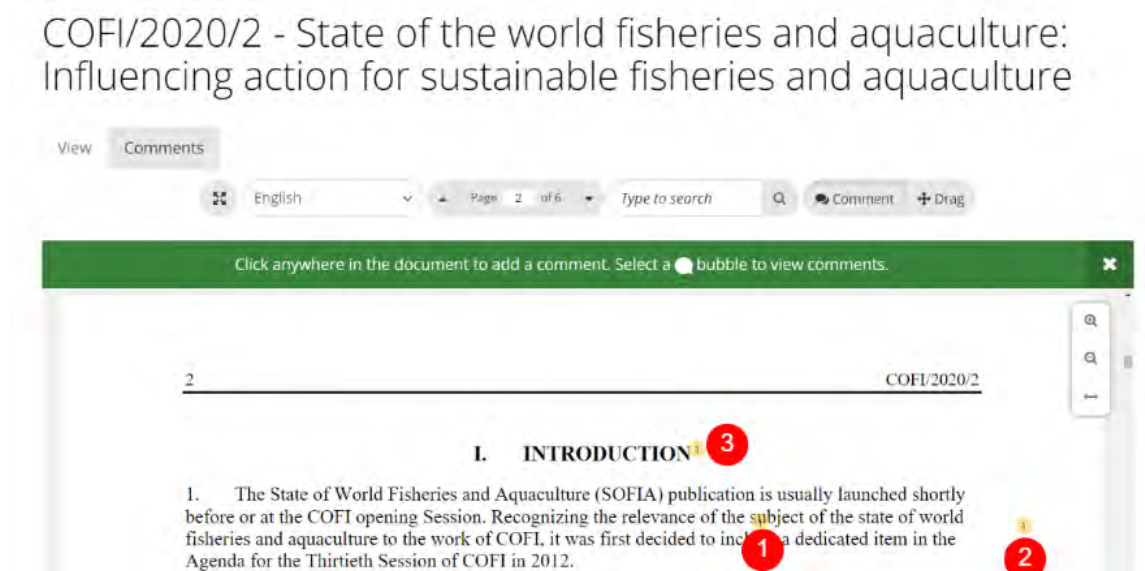 COFI/2020/2 - State of the world fisheries and aquaculture:
Influencing action for sustainable fisheries and aquaculture
View Comments
English Page 2 of 6 Type to search Comment Drag
Click anywhere in the document to add a comment. Select a bubble to view comments.
2 COFI/2020/2
I. INTRODUCTION 3
1. The State of World Fisheries and Aquaculture (SOFIA) publication is usually launched shortly
before or at the COFI opening Session. Recognizing the relevance of the subject of the state of world
fisheries and aquaculture to the work of COFI, it was first decided to a dedicated item in the
Agenda for the Thirtieth Session of COFI in 2012.
1 2